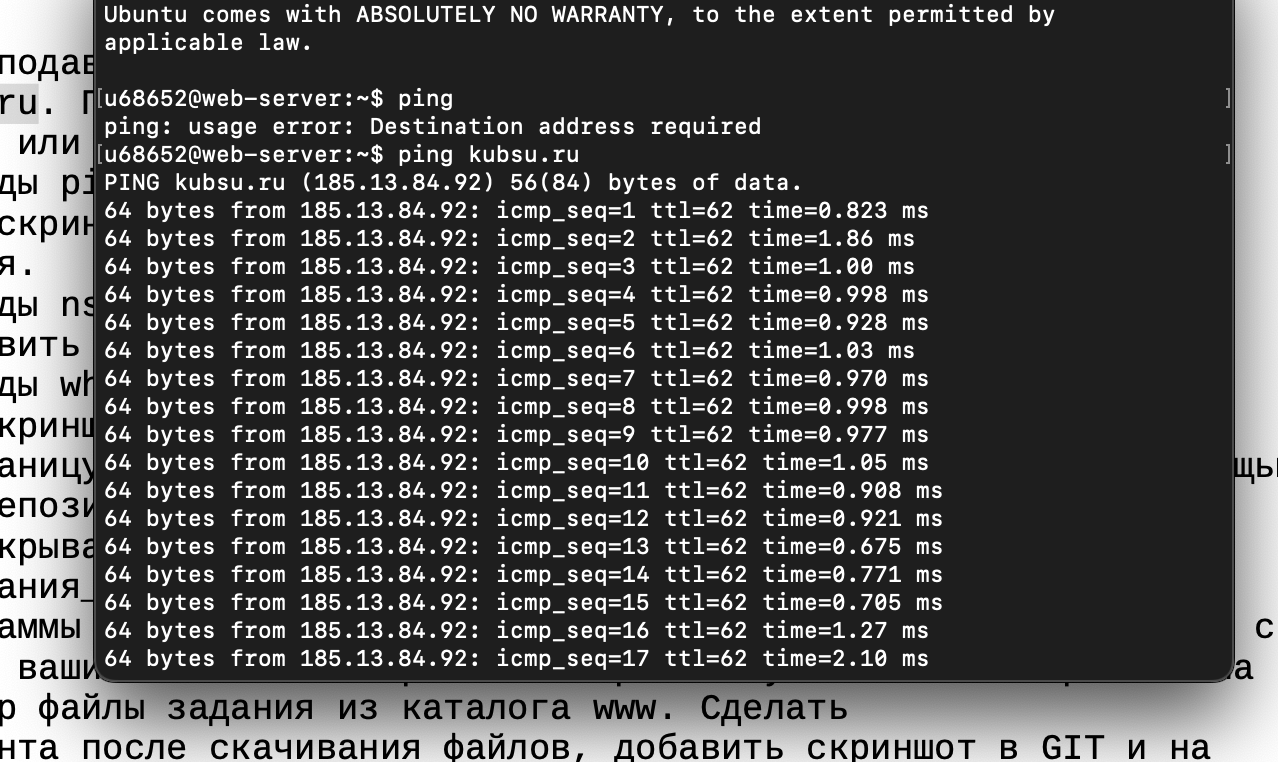 Ubuntu comes with ABSOLUTELY NO WARRANTY, to the extent permitted by
applicable law.
[u68652@web-server:~$ ping ]
ping: usage error: Destination address required
[u68652@web-server:~$ ping kubsu.ru ]
PING kubsu.ru (185.13.84.92) 56(84) bytes of data.
64 bytes from 185.13.84.92: icmp_seq=1 ttl=62 time=0.823 ms
64 bytes from 185.13.84.92: icmp_seq=2 ttl=62 time=1.86 ms
64 bytes from 185.13.84.92: icmp_seq=3 ttl=62 time=1.00 ms
64 bytes from 185.13.84.92: icmp_seq=4 ttl=62 time=0.998 ms
64 bytes from 185.13.84.92: icmp_seq=5 ttl=62 time=0.928 ms
64 bytes from 185.13.84.92: icmp_seq=6 ttl=62 time=1.03 ms
64 bytes from 185.13.84.92: icmp_seq=7 ttl=62 time=0.970 ms
64 bytes from 185.13.84.92: icmp_seq=8 ttl=62 time=0.998 ms
64 bytes from 185.13.84.92: icmp_seq=9 ttl=62 time=0.977 ms
64 bytes from 185.13.84.92: icmp_seq=10 ttl=62 time=1.05 ms
64 bytes from 185.13.84.92: icmp_seq=11 ttl=62 time=0.908 ms
64 bytes from 185.13.84.92: icmp_seq=12 ttl=62 time=0.921 ms
64 bytes from 185.13.84.92: icmp_seq=13 ttl=62 time=0.675 ms
64 bytes from 185.13.84.92: icmp_seq=14 ttl=62 time=0.771 ms
64 bytes from 185.13.84.92: icmp_seq=15 ttl=62 time=0.705 ms
64 bytes from 185.13.84.92: icmp_seq=16 ttl=62 time=1.27 ms
64 bytes from 185.13.84.92: icmp_seq=17 ttl=62 time=2.10 ms
пода
ru.
или
ды pi
скрин
я.
ды ns
вить
ды wh
крин
аницу
епози
крыва
ания_
аммы с
ваши а
р файлы задания из каталога www. Сделать
нта после скачивания файлов, добавить скриншот в GIT и на